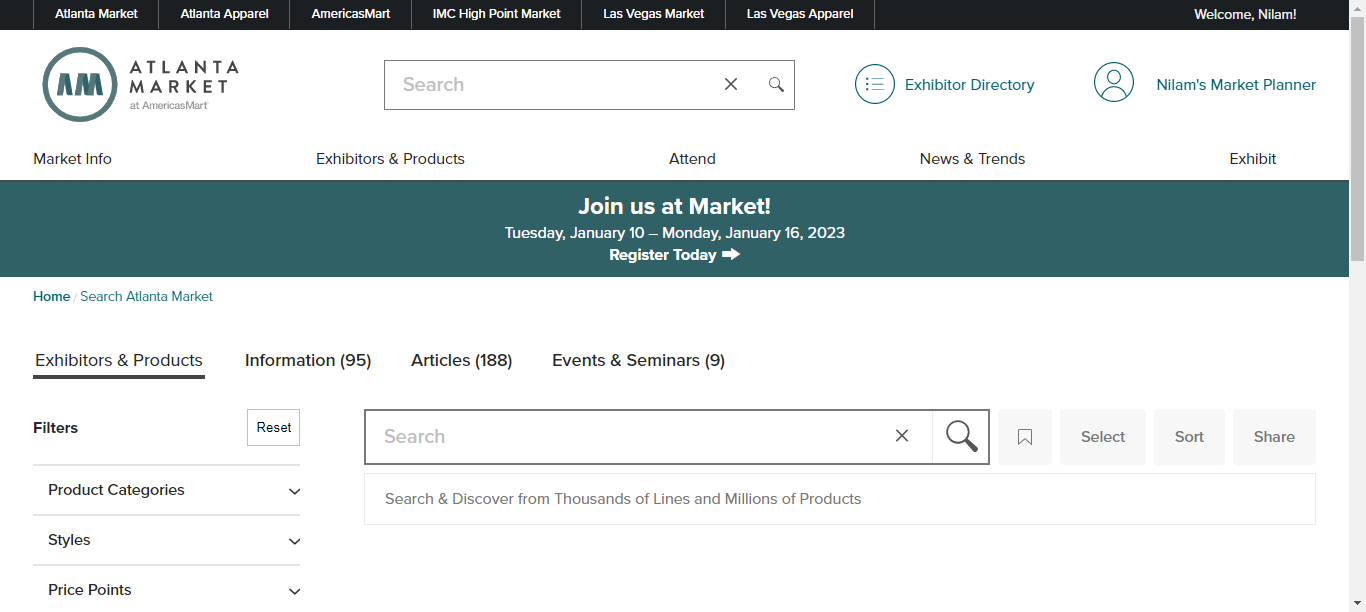 Atlanta Market Atlanta Apparel AmericasMart IMC High Point Market Las Vegas Market Las Vegas Apparel Welcome, Nilam!
AM
ATLANTA
MARKET
at AmericasMart
Search
Exhibitor Directory
Nilam's Market Planner
Market Info Exhibitors & Products Attend News & Trends Exhibit
Join us at Market!
Tuesday, January 10 – Monday, January 16, 2023
Register Today
Home / Search Atlanta Market
Exhibitors & Products Information (95) Articles (188) Events & Seminars (9)
Filters Reset
Search Select Sort Share
Product Categories
Search & Discover from Thousands of Lines and Millions of Products
Styles
Price Points